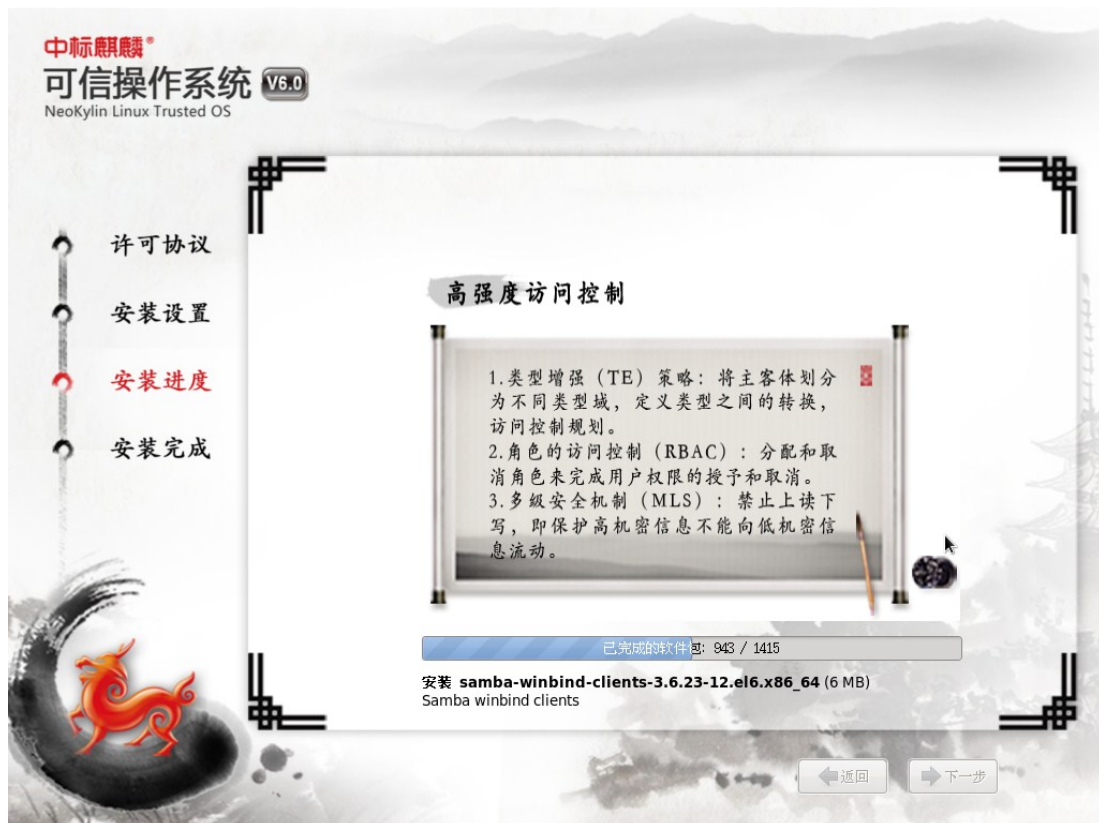 中标麒麟®
可信操作系统 V6.0
NeoKylin Linux Trusted OS
许可协议
安装设置
安装进度
安装完成
高强度访问控制
1.类型增强（TE）策略：将主客体划分
为不同类型域，定义类型之间的转换，
访问控制规划。
2.角色的访问控制（RBAC）：分配和取
消角色来完成用户权限的授予和取消。
3.多级安全机制（MLS）：禁止上读下
写，即保护高机密信息不能向低机密信
息流动。
已完成的软件包: 943 / 1415
安装 samba-winbind-clients-3.6.23-12.el6.x86_64 (6 MB)
Samba winbind clients
返回
下一步